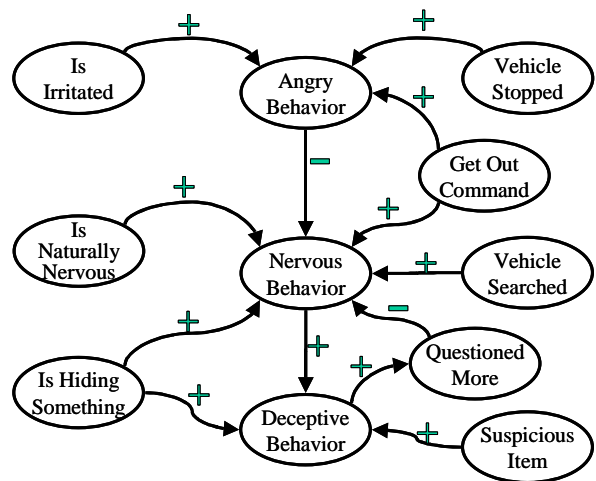 +
+
Is
Irritated
Angry
Behavior
Vehicle
Stopped
+
−
Get Out
Command
+
+
Is
Naturally
Nervous
Nervous
Behavior
+
Vehicle
Searched
−
+
+
+
Questioned
More
Is Hiding
Something
+
Deceptive
Behavior
+
Suspicious
Item